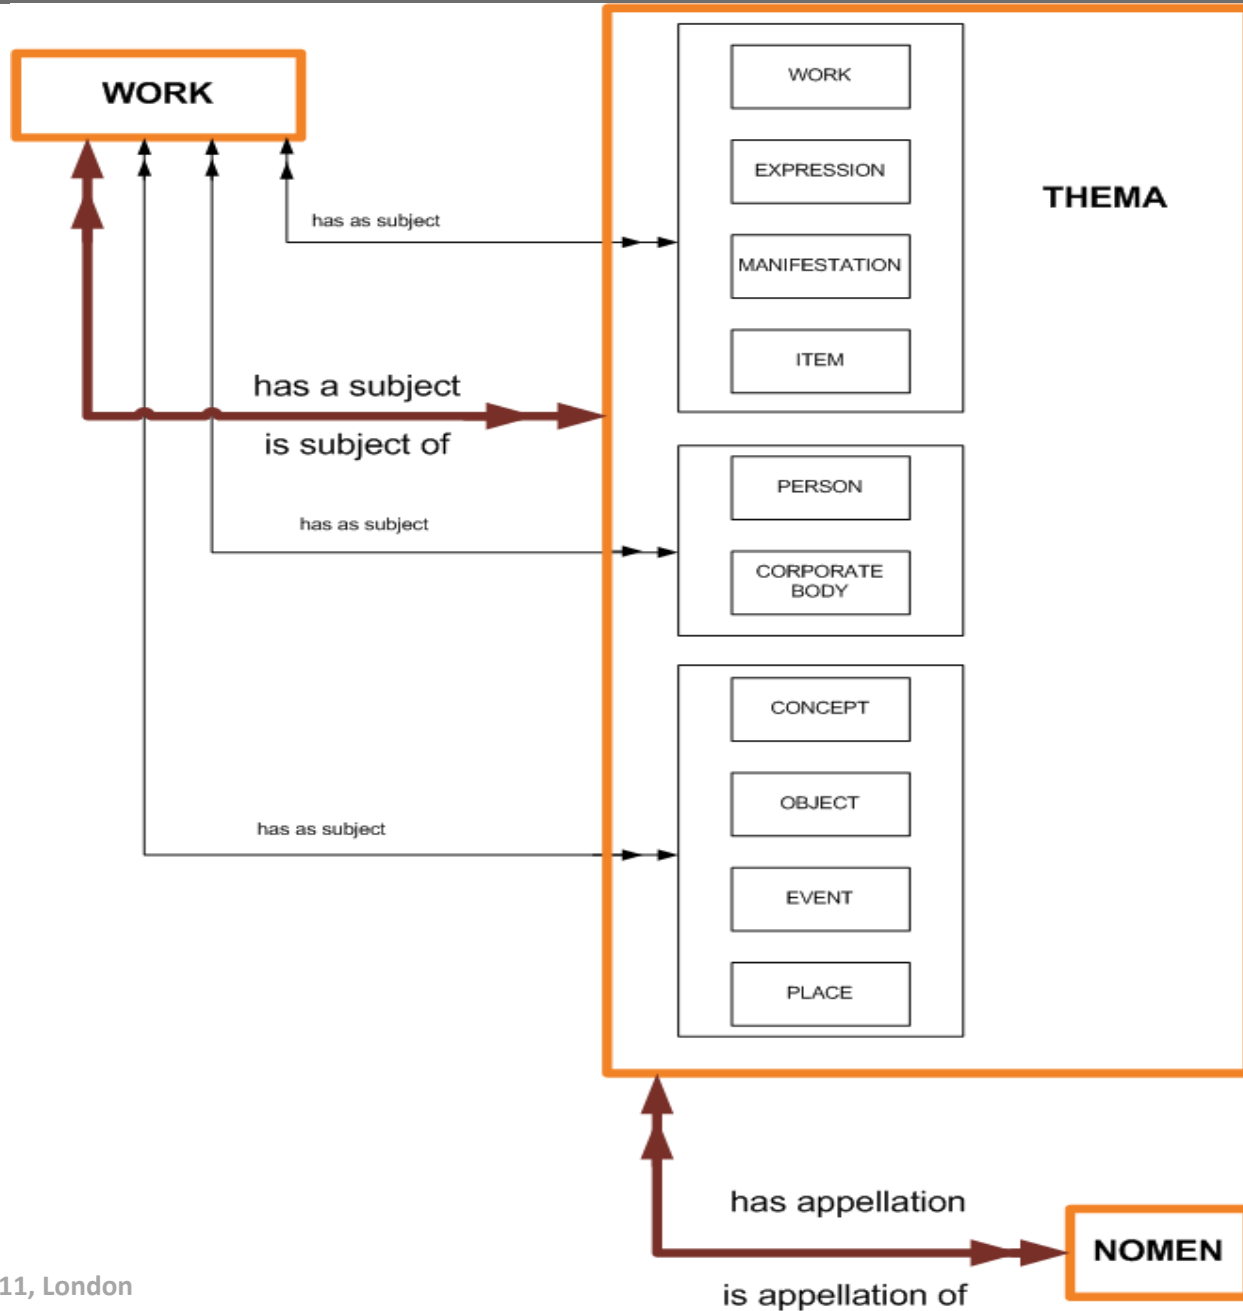 WORK
WORK
EXPRESSION
THEMA
has as subject
MANIFESTATION
ITEM
has a subject
is subject of
PERSON
has as subject
CORPORATE
BODY
CONCEPT
OBJECT
has as subject
EVENT
PLACE
has appellation
NOMEN
is appellation of
11, London